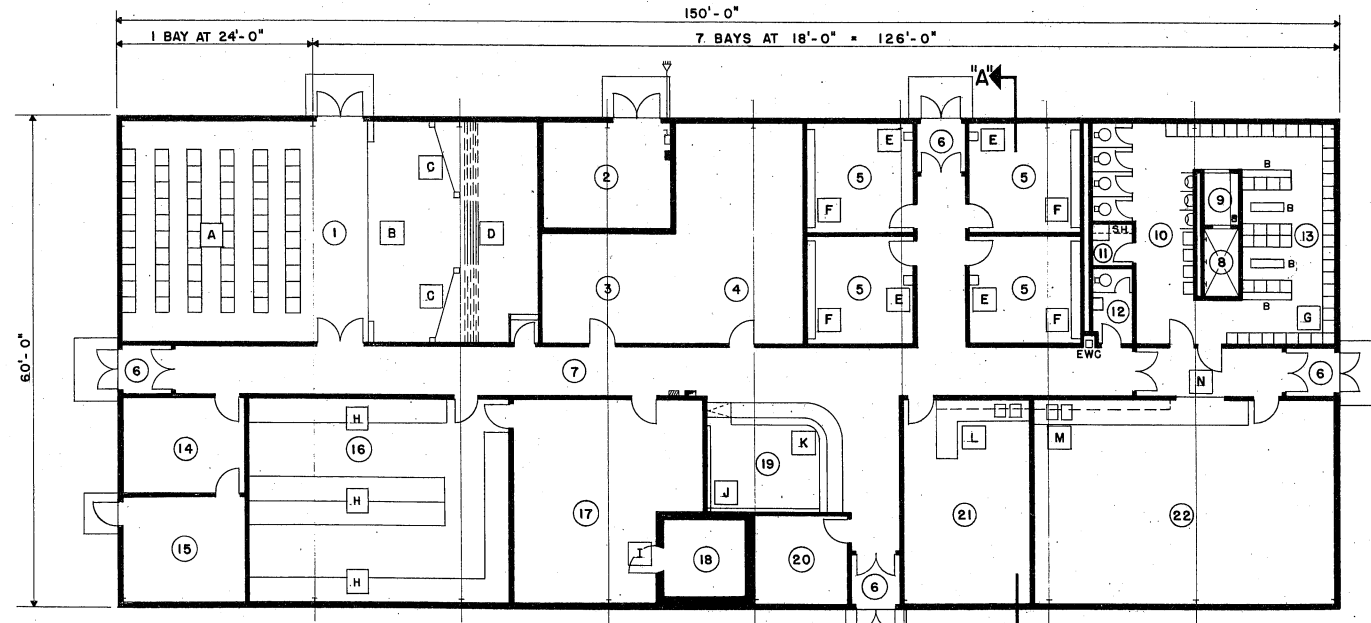 150'-0"
1 BAY AT 24'-0"
7. BAYS AT 18'-0" = 126'-0"
"A"
60'-0"
A
1
C
B
D
C
2
3
4
5
E
F
5
E
F
6
5
E
F
5
E
F
S.H.
11
12
EWC
10
9
8
B
B
B
B
13
G
6
7
N
6
14
15
H
16
H
H
17
I
18
19
K
J
20
6
21
L
M
22